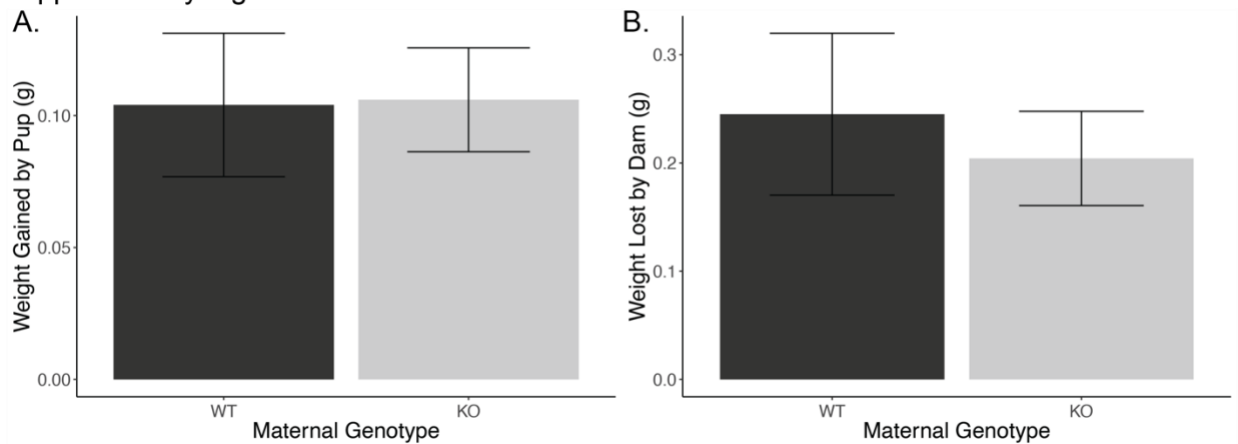 A.
Weight Gained by Pup (g)
0.10
0.05
0.00
WT
KO
Maternal Genotype
B.
Weight Lost by Dam (g)
0.3
0.2
0.1
0.0
WT
KO
Maternal Genotype